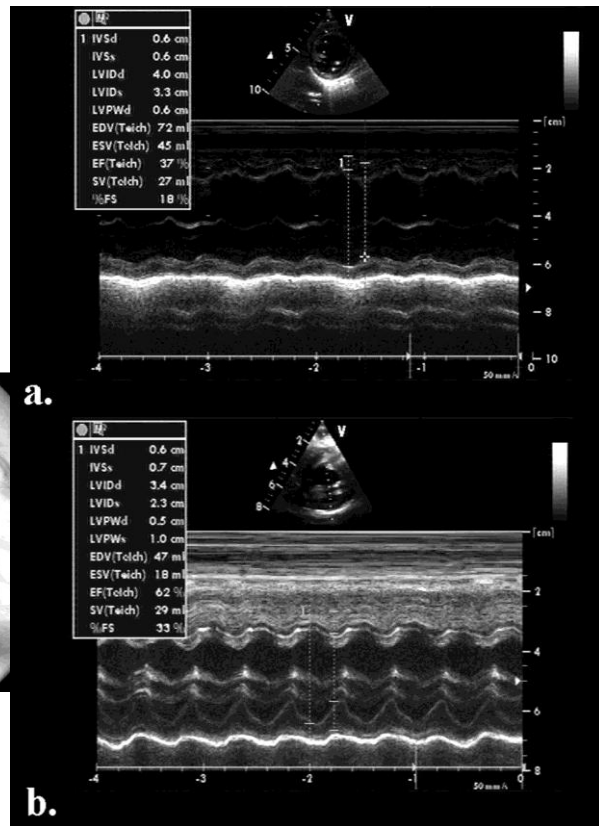 V
5
10
1 IVSd 0.6 cm
IVSs 0.6 cm
LVIDd 4.0 cm
LVIDs 3.3 cm
LVPWd 0.6 cm
EDV(Teich) 72 ml
ESV(Teich) 45 ml
EF(Teich) 37 %
SV(Teich) 27 ml
%FS 18 %
[cm]
1
2
4
6
8
10
-4 -3 -2 -1 0
50 mm/s
a.
V
2
4
6
8
1 IVSd 0.6 cm
IVSs 0.7 cm
LVIDd 3.4 cm
LVIDs 2.3 cm
LVPWd 0.5 cm
LVPWs 1.0 cm
EDV(Teich) 47 ml
ESV(Teich) 18 ml
EF(Teich) 62 %
SV(Teich) 29 ml
%FS 33 %
[cm]
1
2
4
6
8
-4 -3 -2 -1 0
50 mm/s
b.